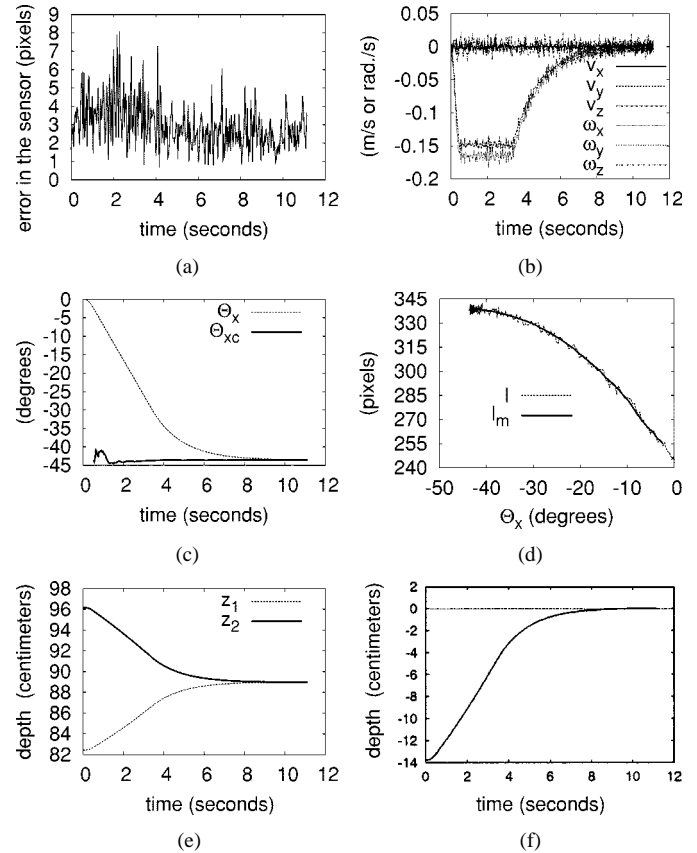 9
8
7
6
5
4
3
2
1
0
error in the sensor (pixels)
0 2 4 6 8 10 12
time (seconds)
(a)
0
-0.05
-0.1
-0.15
-0.2
(m/s or rad./s)
v_x
v_y
v_z
ω_x
ω_y
ω_z
0 2 4 6 8 10 12
time (seconds)
(b)
0
-5
-10
-15
-20
-25
-30
-35
-40
-45
(degrees)
Θ_x
Θ_xc
0 2 4 6 8 10 12
time (seconds)
(c)
345
330
315
300
285
270
255
240
(pixels)
l
l_m
-50 -40 -30 -20 -10 0
Θ_x (degrees)
(d)
98
96
94
92
90
88
86
84
82
depth (centimeters)
z_1
z_2
0 2 4 6 8 10 12
time (seconds)
(e)
2
0
-2
-4
-6
-8
-10
-12
-14
depth (centimeters)
0 2 4 6 8 10 12
time (seconds)
(f)